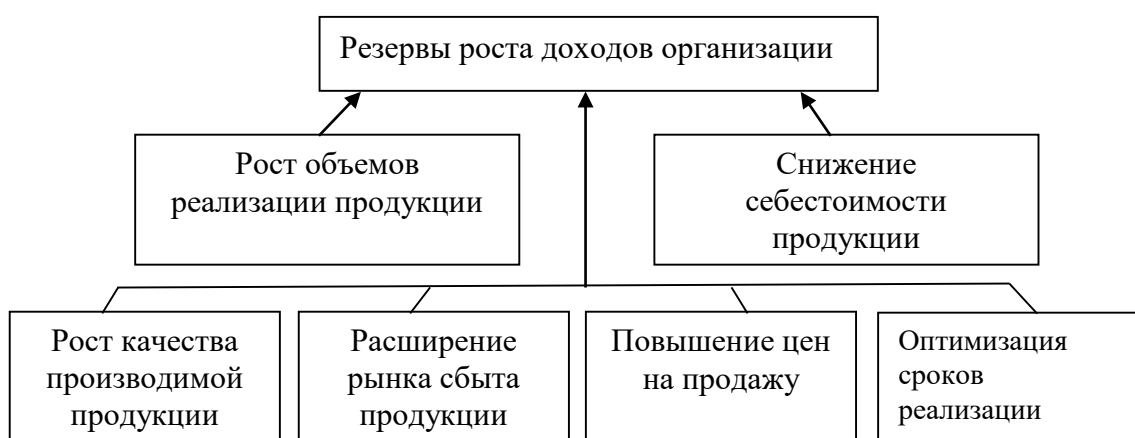 Резервы роста доходов организации
Рост объемов
реализации продукции
Снижение
себестоимости
продукции
Рост качества
производимой
продукции
Расширение
рынка сбыта
продукции
Повышение цен
на продажу
Оптимизация
сроков
реализации